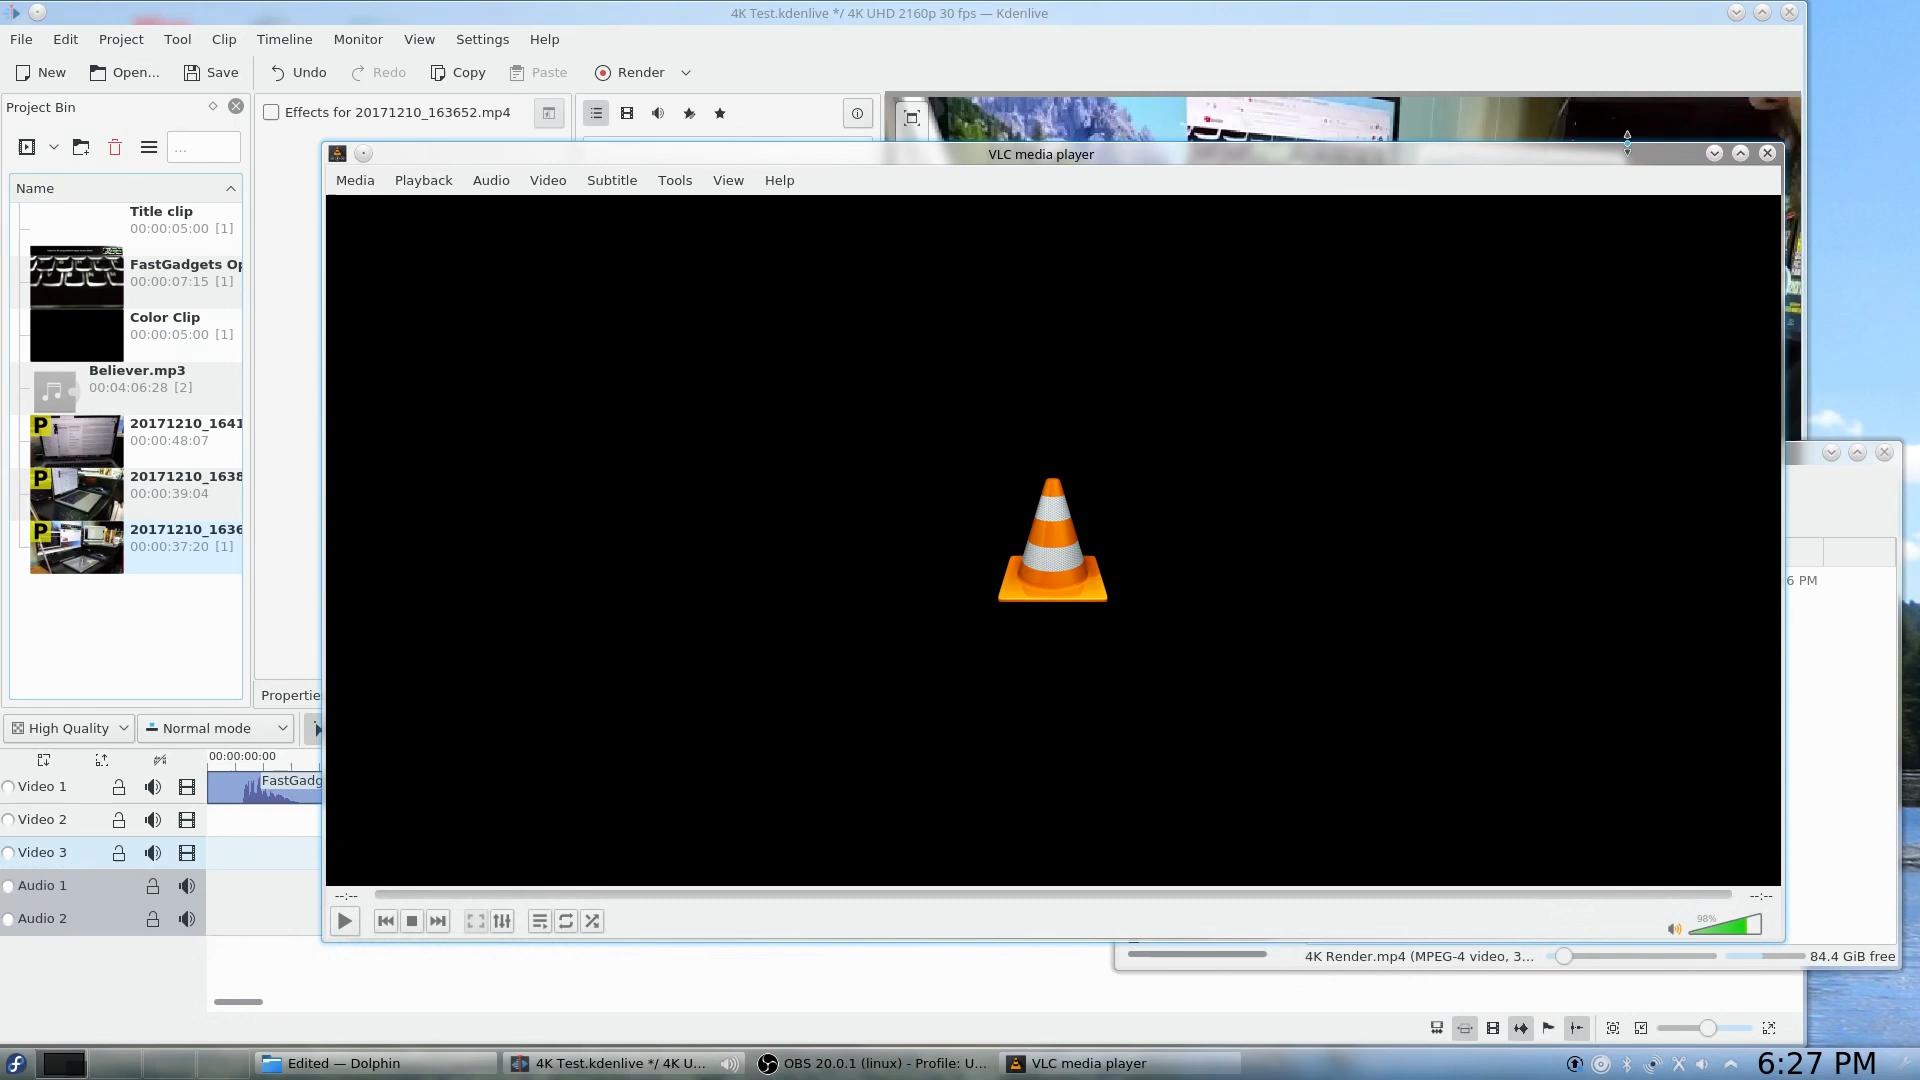 4K Test.kdenlive */ 4K UHD 2160p 30 fps — Kdenlive
File Edit Project Tool Clip Timeline Monitor View Settings Help
New Open... Save Undo Redo Copy Paste Render
Project Bin
Effects for 20171210_163652.mp4
...
VLC media player
Media Playback Audio Video Subtitle Tools View Help
Name
Title clip
00:00:05:00 [1]
FastGadgets Op
00:00:07:15 [1]
Color Clip
00:00:05:00 [1]
Believer.mp3
00:04:06:28 [2]
P
20171210_1641
00:00:48:07
P
20171210_1638
00:00:39:04
P
20171210_1636
00:00:37:20 [1]
6 PM
Propertie
High Quality Normal mode
00:00:00:00
Video 1
FastGadg
Video 2
Video 3
Audio 1
Audio 2
--:-- --:--
98%
4K Render.mp4 (MPEG-4 video, 3... 84.4 GiB free
Edited — Dolphin
4K Test.kdenlive */ 4K U...
OBS 20.0.1 (linux) - Profile: U...
VLC media player
6:27 PM